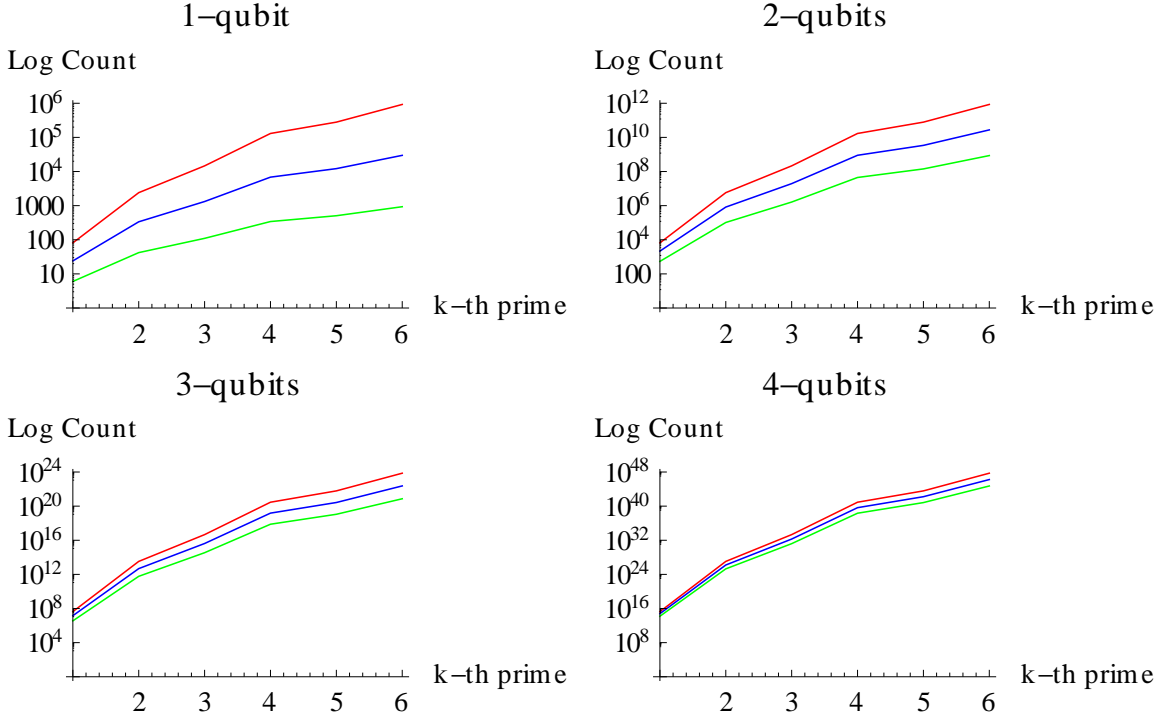 1–qubit
Log Count
10^6
10^5
10^4
1000
100
10
2 3 4 5 6
k–th prime
2–qubits
Log Count
10^12
10^10
10^8
10^6
10^4
100
2 3 4 5 6
k–th prime
3–qubits
Log Count
10^24
10^20
10^16
10^12
10^8
10^4
2 3 4 5 6
k–th prime
4–qubits
Log Count
10^48
10^40
10^32
10^24
10^16
10^8
2 3 4 5 6
k–th prime